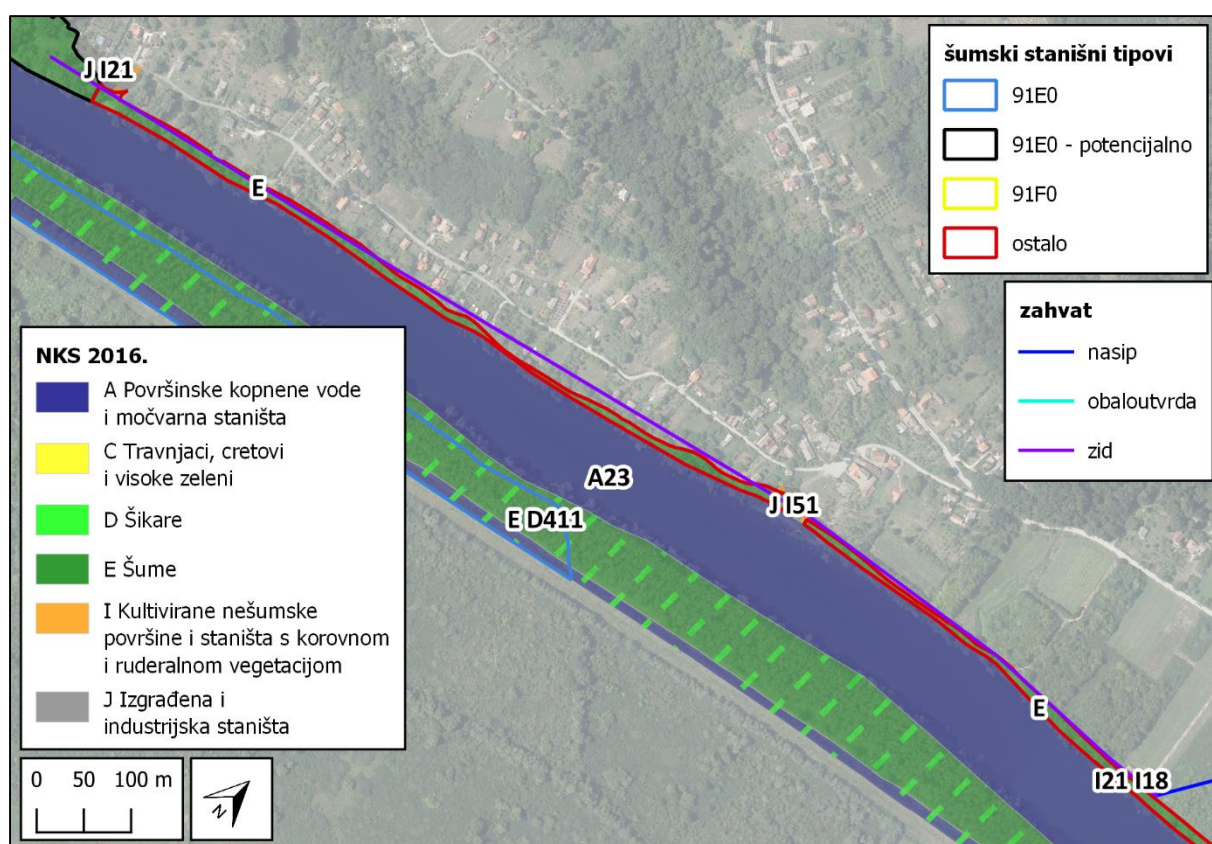 J I21
E
A23
E D411
J I51
E
I21 I18
šumski stanišni tipovi
91E0
91E0 - potencijalno
91F0
ostalo
zahvat
nasip
obaloutvrda
zid
NKS 2016.
A Površinske kopnene vode
i močvarna staništa
C Travnjaci, cretovi
i visoke zeleni
D Šikare
E Šume
I Kultivirane nešumske
površine i staništa s korovnom
i ruderalnom vegetacijom
J Izgrađena i
industrijska staništa
0 50 100 m
N